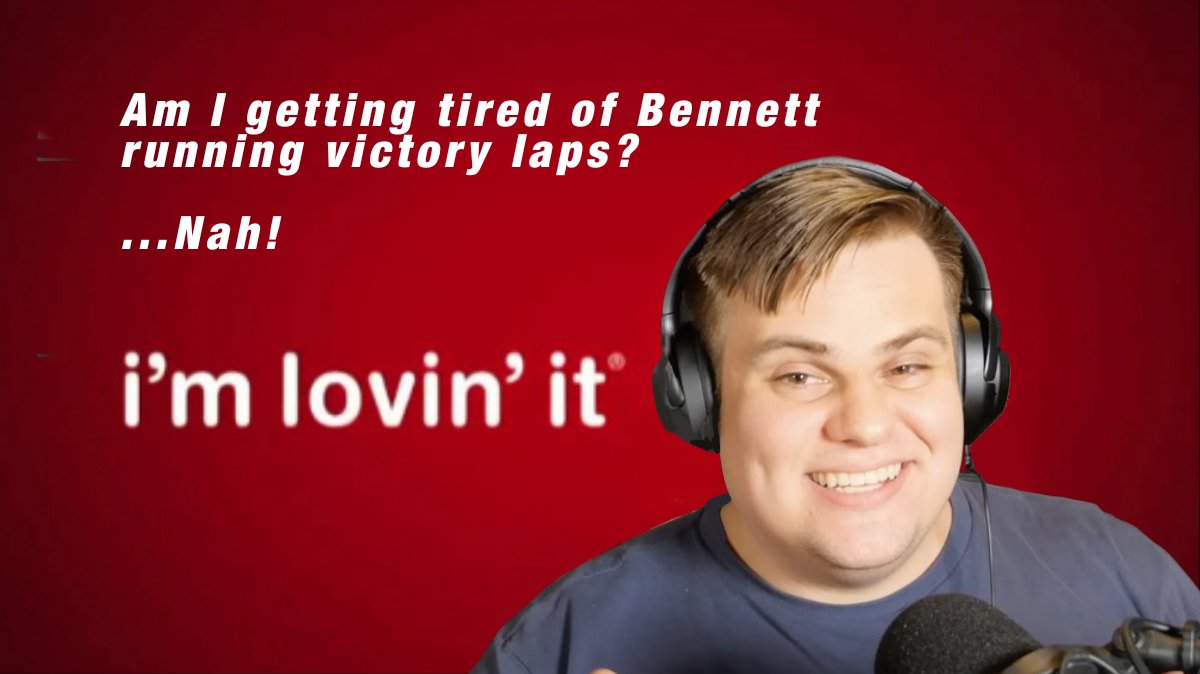 Am I getting tired of Bennett
running victory laps?
...Nah!
i'm lovin' it®